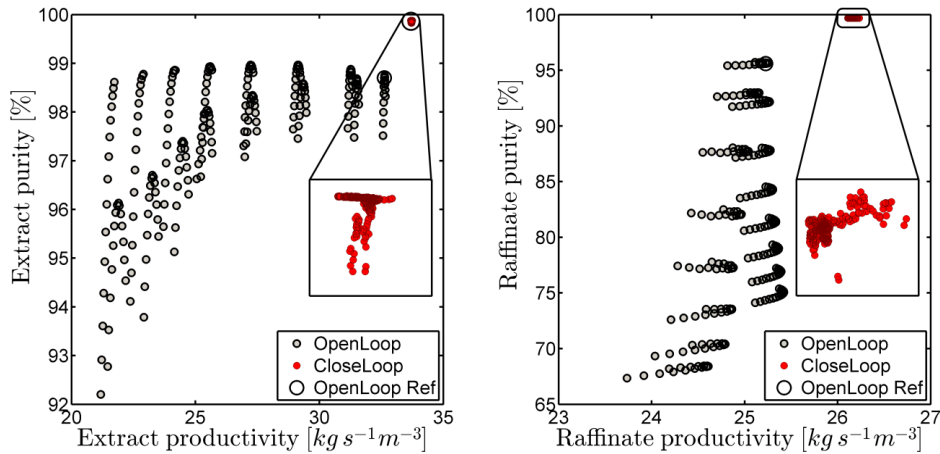 100
99
98
97
96
95
94
93
92
20
25
30
35
Extract purity [%]
Extract productivity [kg s⁻¹m⁻³]
OpenLoop
CloseLoop
OpenLoop Ref
100
95
90
85
80
75
70
65
23
24
25
26
27
Raffinate purity [%]
Raffinate productivity [kg s⁻¹m⁻³]
OpenLoop
CloseLoop
OpenLoop Ref